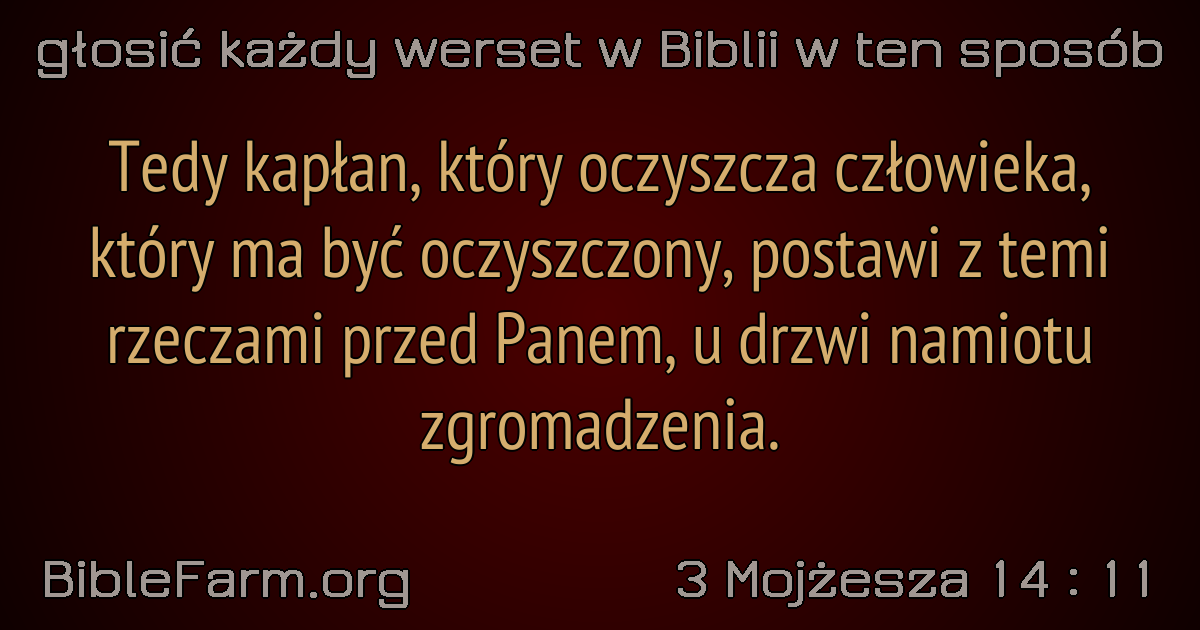 głosić każdy werset w Biblii w ten sposób
Tedy kapłan, który oczyszcza człowieka,
który ma być oczyszczony, postawi z temi
rzeczami przed Panem, u drzwi namiotu
zgromadzenia.
BibleFarm.org
3 Mojżesza 14 : 11